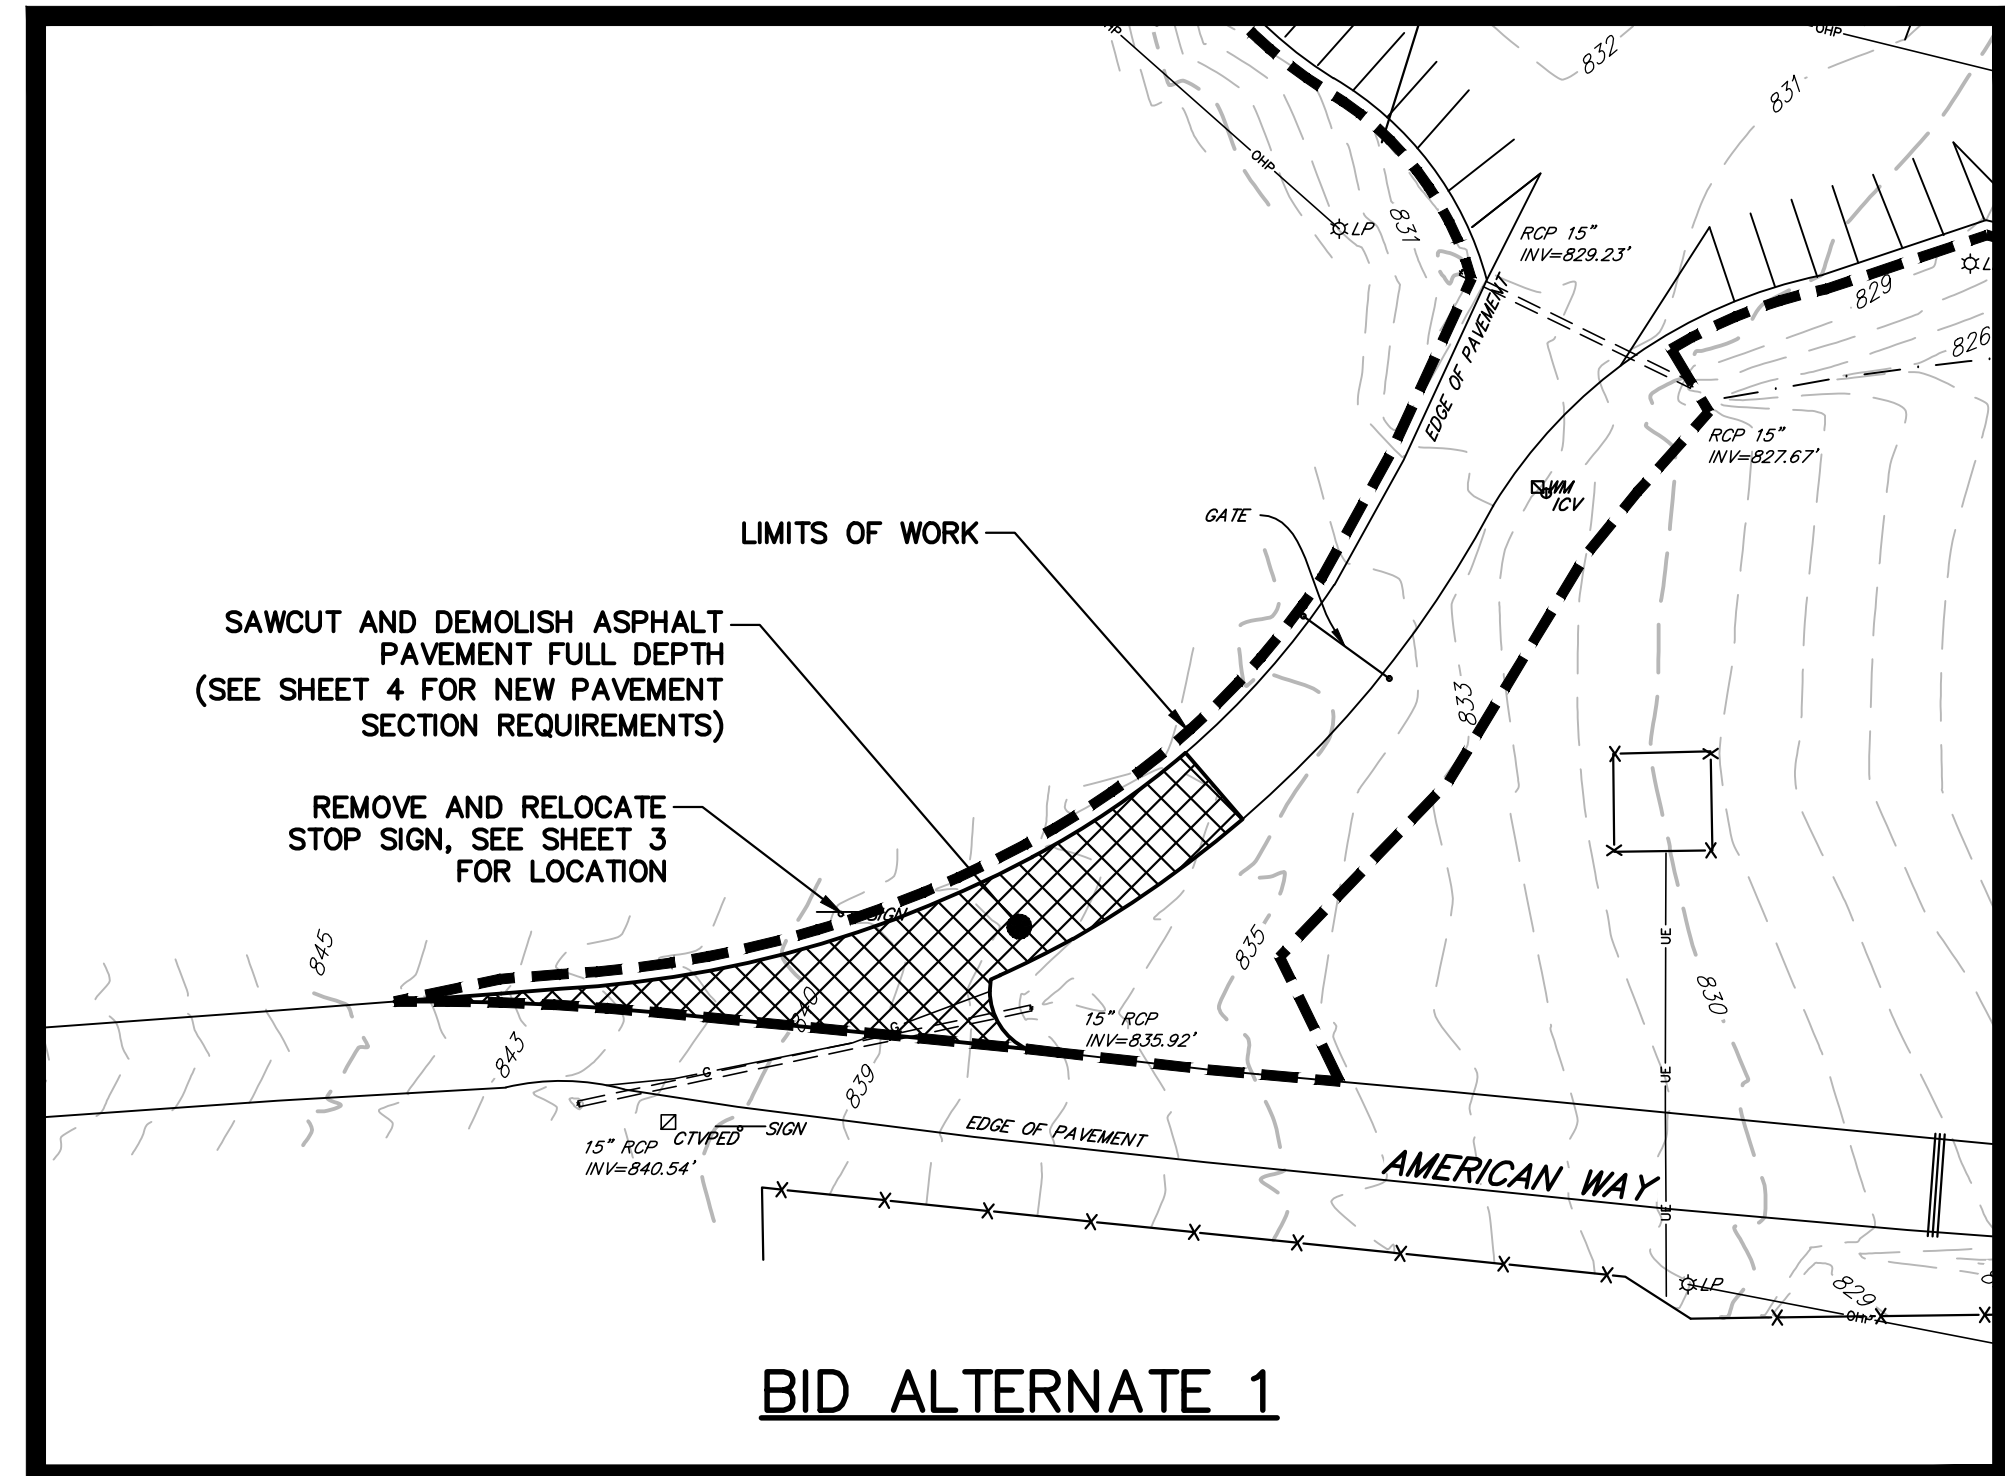 OHP
832
OHP
831
OHP
LP
831
RCP 15"
INV=829.23'
829
826
EDGE OF PAVEMENT
RCP 15"
INV=827.67'
WM
ICV
GATE
LIMITS OF WORK
SAWCUT AND DEMOLISH ASPHALT
PAVEMENT FULL DEPTH
(SEE SHEET 4 FOR NEW PAVEMENT
SECTION REQUIREMENTS)
833
REMOVE AND RELOCATE
STOP SIGN, SEE SHEET 3
FOR LOCATION
SIGN
845
835
UE
830
840
G
15" RCP
INV=835.92'
843
G
839
UE
CTVPED
SIGN
15" RCP
INV=840.54'
EDGE OF PAVEMENT
AMERICAN WAY
UE
LP
829
OHP
BID ALTERNATE 1